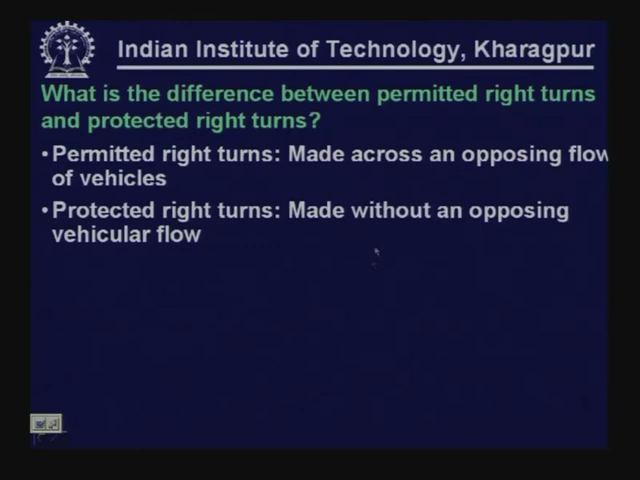 Indian Institute of Technology, Kharagpur
What is the difference between permitted right turns
and protected right turns?
• Permitted right turns: Made across an opposing flow
of vehicles
• Protected right turns: Made without an opposing
vehicular flow